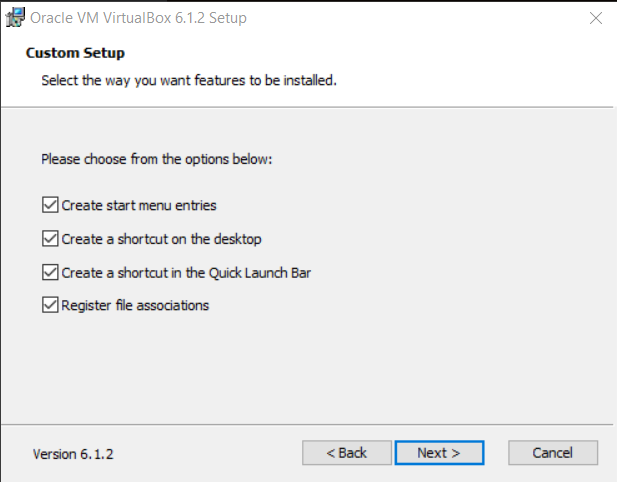 Oracle VM VirtualBox 6.1.2 Setup
Custom Setup
Select the way you want features to be installed.
Please choose from the options below:
Create start menu entries
Create a shortcut on the desktop
Create a shortcut in the Quick Launch Bar
Register file associations
Version 6.1.2
< Back
Next >
Cancel